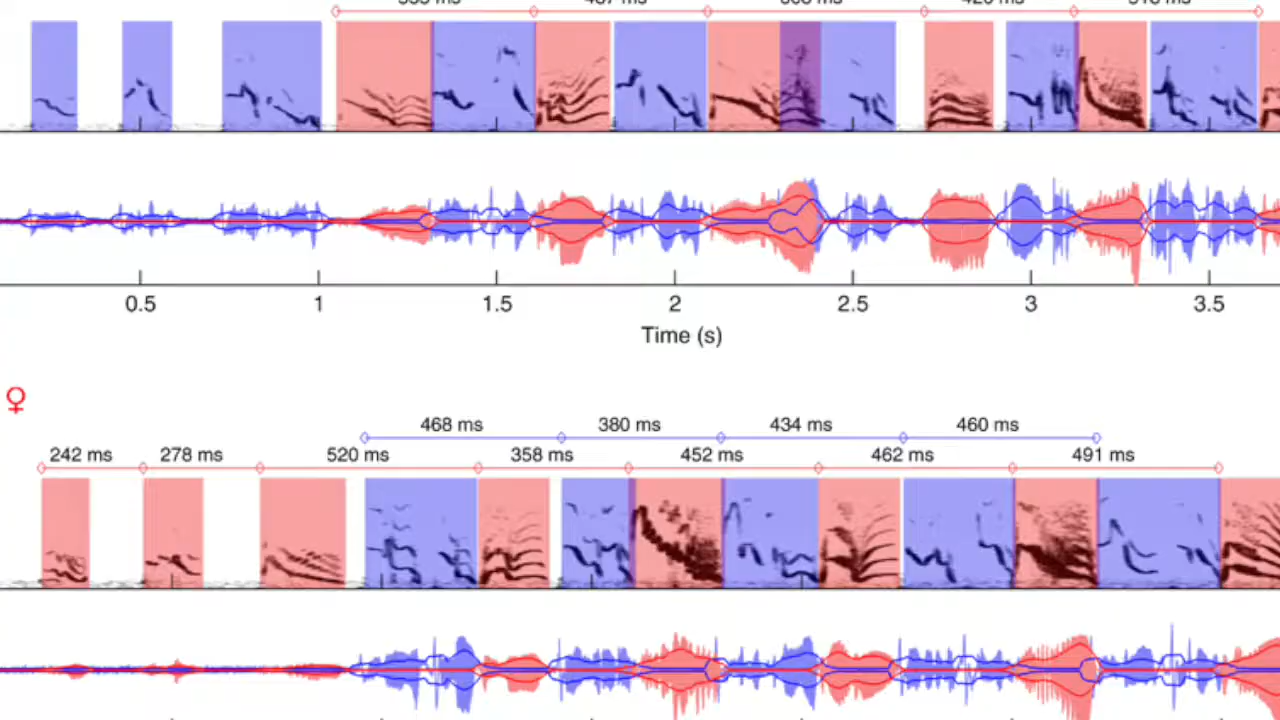 0.5 1 1.5 2 2.5 3 3.5
Time (s)
♀
468 ms 380 ms 434 ms 460 ms
242 ms 278 ms 520 ms 358 ms 452 ms 462 ms 491 ms